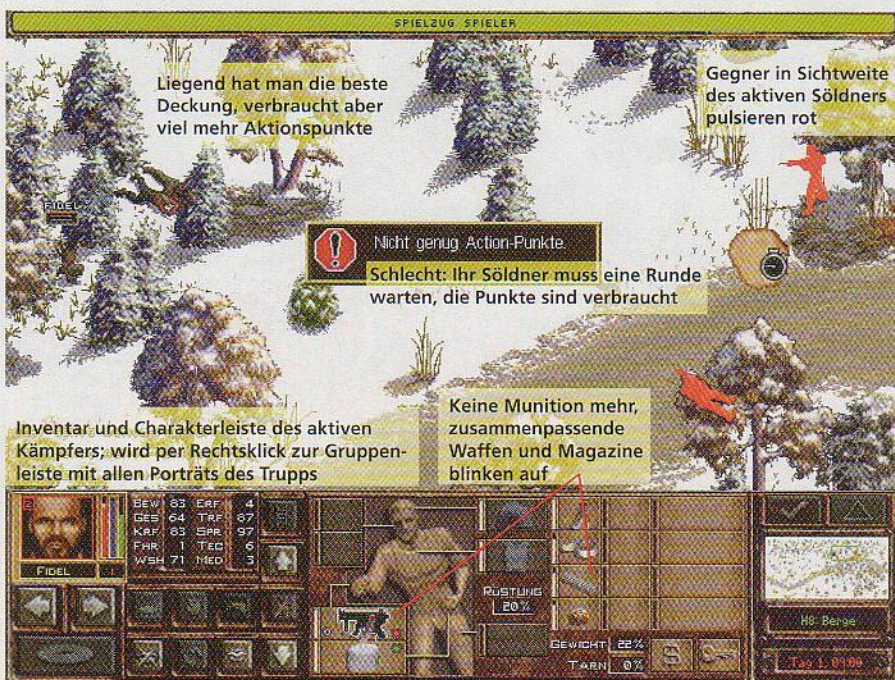 SPIELZUG SPIELER
Liegend hat man die beste
Deckung, verbraucht aber
viel mehr Aktionspunkte
Gegner in Sichtweite
des aktiven Söldners
pulsieren rot
FIDEL
Nicht genug Action-Punkte.
Schlecht: Ihr Söldner muss eine Runde
warten, die Punkte sind verbraucht
Inventar und Charakterleiste des aktiven
Kämpfers; wird per Rechtsklick zur Gruppen-
leiste mit allen Porträts des Trupps
Keine Munition mehr,
zusammenpassende
Waffen und Magazine
blinken auf
2
BEW 83 ERF 4
GES 64 TRF 87
KRF 83 SPR 97
FHR 1 TEC 6
WSH 71 MED 3
FIDEL
RÜSTUNG
20%
GEWICHT 22%
TARN 0%
S
H8: Berge
Tag 1, 04:00